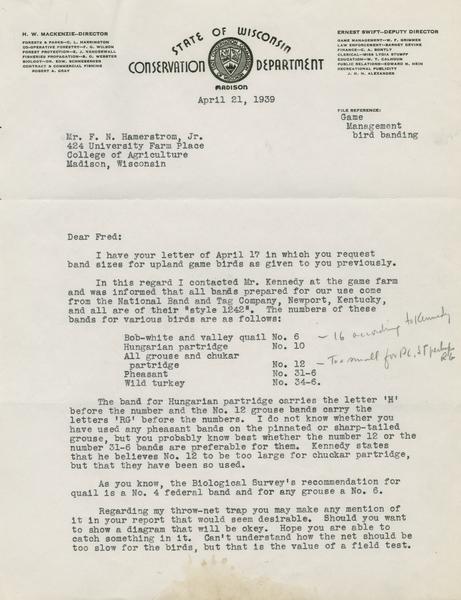 H. W. MACKENZIE—DIRECTOR
FORESTS & PARKS—C. L. HARRINGTON
CO-OPERATIVE FORESTRY—F. G. WILSON
FOREST PROTECTION—E. J. VANDERWALL
FISHERIES PROPAGATION—B. O. WEBSTER
BIOLOGY—DR. EDW. SCHNEBERGER
CONTRACT & COMMERCIAL FISHING
ROBERT A. GRAY
STATE OF WISCONSIN
CONSERVATION DEPARTMENT
MADISON
ERNEST SWIFT—DEPUTY DIRECTOR
GAME MANAGEMENT—W. F. GRIMMER
LAW ENFORCEMENT—BARNEY DEVINE
FINANCE—C. A. BONTLY
CLERICAL—MISS LYDIA STUMPF
EDUCATION—W. T. CALHOUN
PUBLIC RELATIONS—EDWARD M. HEIN
RECREATIONAL PUBLICITY
J. H. H. ALEXANDER
April 21, 1939
FILE REFERENCE:
Game
Management
bird banding
Mr. F. N. Hamerstrom, Jr.
424 University Farm Place
College of Agriculture
Madison, Wisconsin
Dear Fred:
I have your letter of April 17 in which you request
band sizes for upland game birds as given to you previously.
In this regard I contacted Mr. Kennedy at the game farm
and was informed that all bands prepared for our use come
from the National Band and Tag Company, Newport, Kentucky,
and all are of their "style 1242". The numbers of these
bands for various birds are as follows:
Bob-white and valley quail No. 6 — 16 according to Kennedy
Hungarian partridge No. 10
All grouse and chukar
partridge No. 12 — Too small for PC, ST perhaps
RG
Pheasant No. 31-6
Wild turkey No. 34-6.
The band for Hungarian partridge carries the letter 'H'
before the number and the No. 12 grouse bands carry the
letters 'RG' before the numbers. I do not know whether you
have used any pheasant bands on the pinnated or sharp-tailed
grouse, but you probably know best whether the number 12 or the
number 31-6 bands are preferable for them. Kennedy states
that he believes No. 12 to be too large for chuckar partridge,
but that they have been so used.
As you know, the Biological Survey's recommendation for
quail is a No. 4 federal band and for any grouse a No. 6.
Regarding my throw-net trap you may make any mention of
it in your report that would seem desirable. Should you want
to show a diagram that will be okey. Hope you are able to
catch something in it. Can't understand how the net should be
too slow for the birds, but that is the value of a field test.